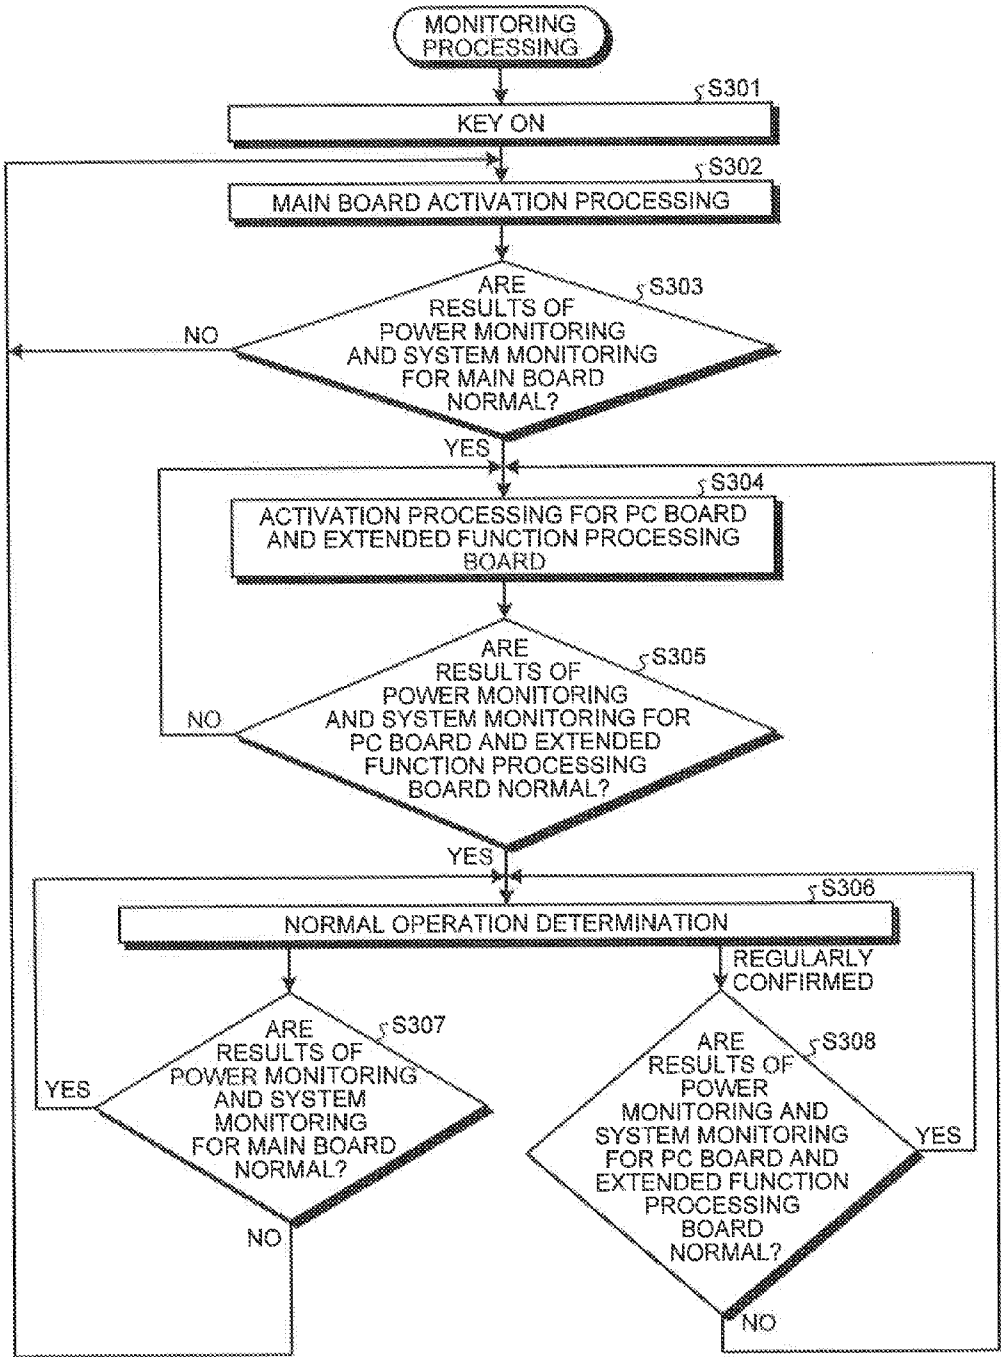 MONITORING
PROCESSING
S301
KEY ON
S302
MAIN BOARD ACTIVATION PROCESSING
S303
ARE
RESULTS OF
POWER MONITORING
AND SYSTEM MONITORING
FOR MAIN BOARD
NORMAL?
NO
YES
S304
ACTIVATION PROCESSING FOR PC BOARD
AND EXTENDED FUNCTION PROCESSING
BOARD
S305
ARE
RESULTS OF
POWER MONITORING
AND SYSTEM MONITORING FOR
PC BOARD AND EXTENDED
FUNCTION PROCESSING
BOARD NORMAL?
NO
YES
S306
NORMAL OPERATION DETERMINATION
REGULARLY
CONFIRMED
S307
ARE
RESULTS OF
POWER MONITORING
AND SYSTEM
MONITORING
FOR MAIN BOARD
NORMAL?
YES
NO
S308
ARE
RESULTS OF
POWER
MONITORING AND
SYSTEM MONITORING
FOR PC BOARD AND
EXTENDED FUNCTION
PROCESSING
BOARD
NORMAL?
YES
NO